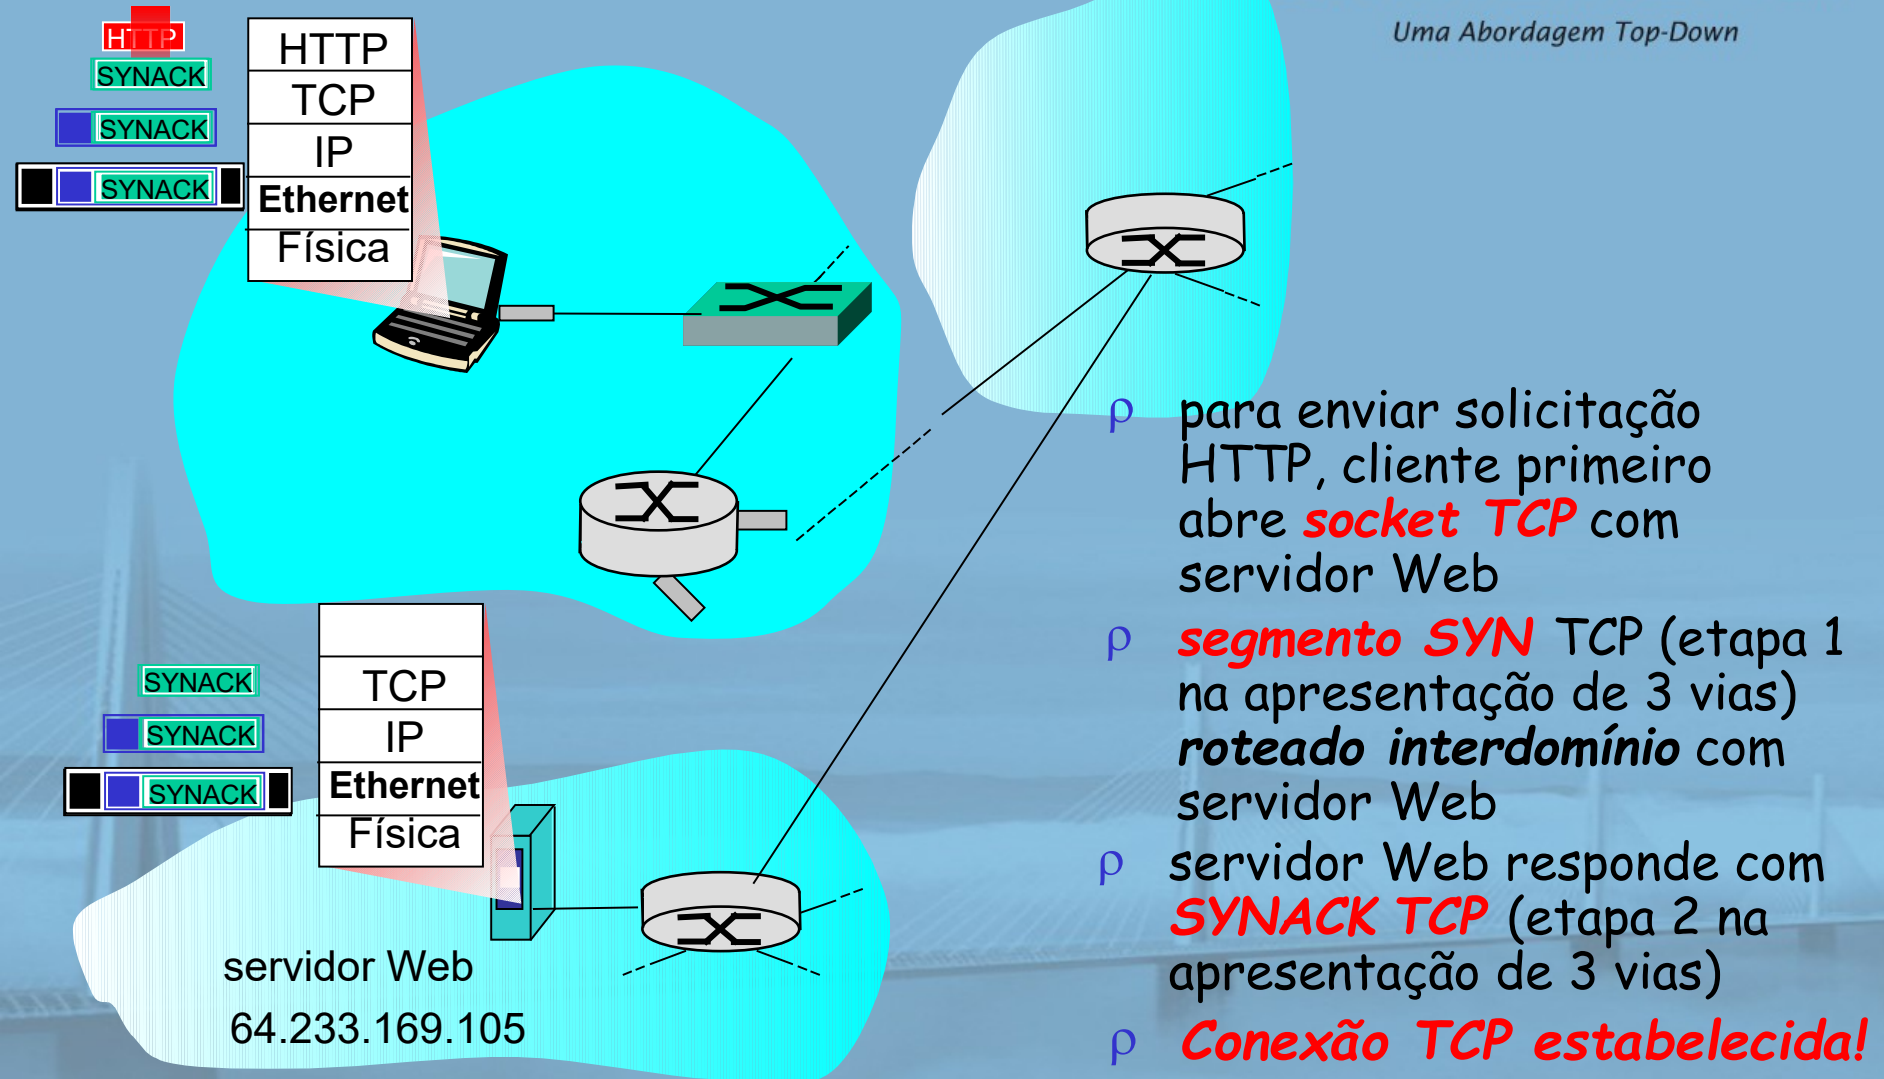 Uma Abordagem Top-Down
HTTP
SYNACK
SYNACK
SYNACK
HTTP
TCP
IP
Ethernet
Física
SYNACK
SYNACK
SYNACK
TCP
IP
Ethernet
Física
servidor Web
64.233.169.105
ρ para enviar solicitação
HTTP, cliente primeiro
abre socket TCP com
servidor Web
ρ segmento SYN TCP (etapa 1
na apresentação de 3 vias)
roteado interdomínio com
servidor Web
ρ servidor Web responde com
SYNACK TCP (etapa 2 na
apresentação de 3 vias)
ρ Conexão TCP estabelecida!